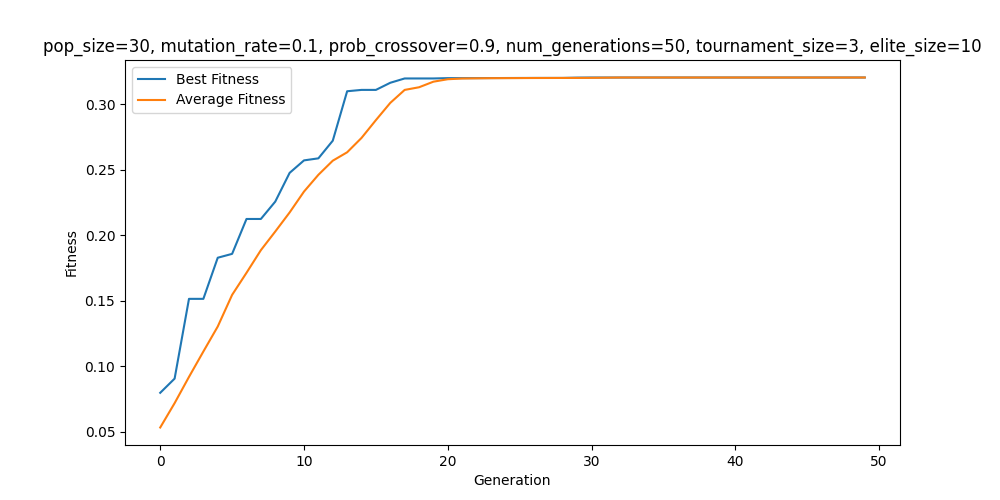 pop_size=30, mutation_rate=0.1, prob_crossover=0.9, num_generations=50, tournament_size=3, elite_size=10
Best Fitness
Average Fitness
0.30
0.25
0.20
0.15
0.10
0.05
Fitness
0 10 20 30 40 50
Generation